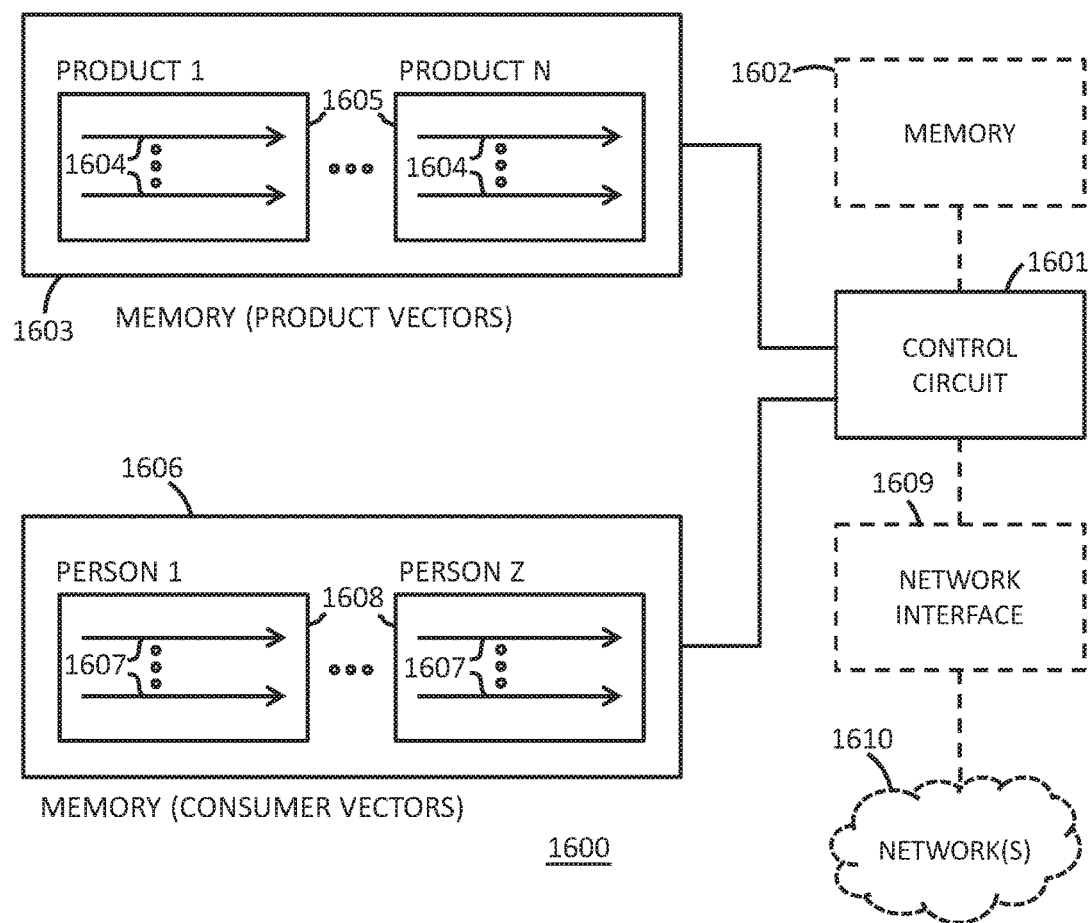 PRODUCT 1
PRODUCT N
1605
1604
1604
1603
MEMORY (PRODUCT VECTORS)
1602
MEMORY
1601
CONTROL
CIRCUIT
1606
PERSON 1
PERSON Z
1608
1607
1607
MEMORY (CONSUMER VECTORS)
1609
NETWORK
INTERFACE
1610
NETWORK(S)
1600